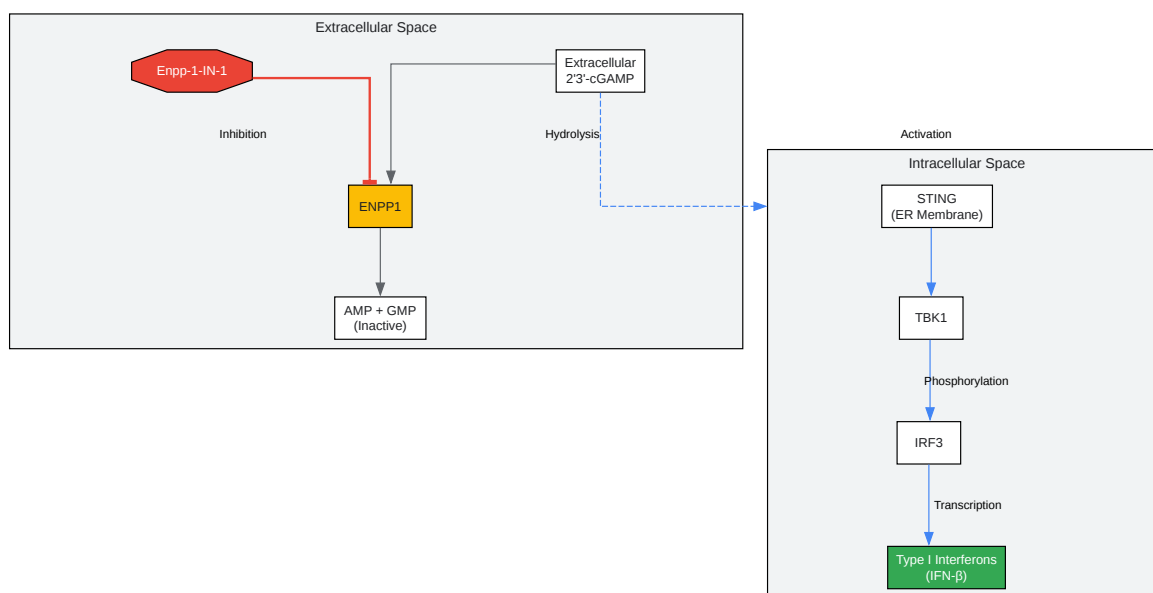 Extracellular Space
Enpp-1-IN-1
Extracellular
2'3'-cGAMP
Inhibition
Hydrolysis
ENPP1
AMP + GMP
(Inactive)
Activation
Intracellular Space
STING
(ER Membrane)
TBK1
Phosphorylation
IRF3
Transcription
Type I Interferons
(IFN-β)